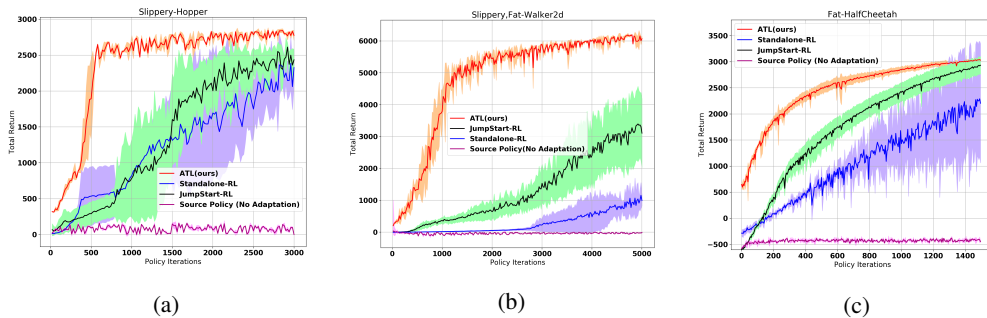 Slippery-Hopper
3000
2500
2000
1500
1000
500
0
Total Return
ATL(ours)
Standalone-RL
JumpStart-RL
Source Policy (No Adaptation)
0 500 1000 1500 2000 2500 3000
Policy Iterations
(a)
Slippery,Fat-Walker2d
6000
5000
4000
3000
2000
1000
0
Total Return
ATL(ours)
JumpStart-RL
Standalone-RL
Source Policy(No Adaptation)
0 1000 2000 3000 4000 5000
Policy Iterations
(b)
Fat-HalfCheetah
3500
3000
2500
2000
1500
1000
500
0
−500
Total Return
ATL(ours)
Standalone-RL
JumpStart-RL
Source Policy (No Adaptation)
0 200 400 600 800 1000 1200 1400
Policy Iterations
(c)